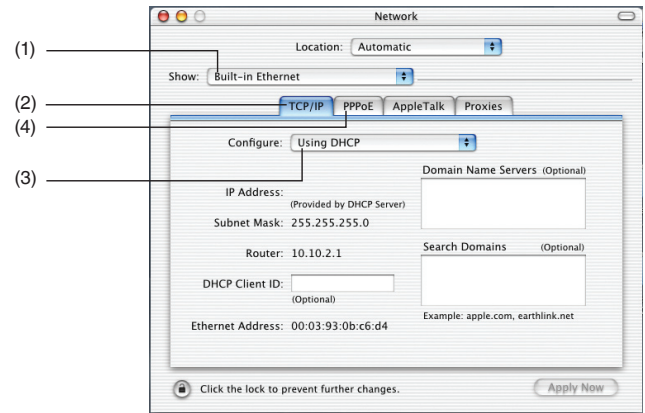 Network
Location: Automatic
(1)
Show: Built-in Ethernet
(2)
TCP/IP PPPoE AppleTalk Proxies
(4)
Configure: Using DHCP
(3)
Domain Name Servers (Optional)
IP Address:
(Provided by DHCP Server)
Subnet Mask: 255.255.255.0
Router: 10.10.2.1
Search Domains (Optional)
DHCP Client ID:
(Optional)
Example: apple.com, earthlink.net
Ethernet Address: 00:03:93:0b:c6:d4
Click the lock to prevent further changes.
Apply Now